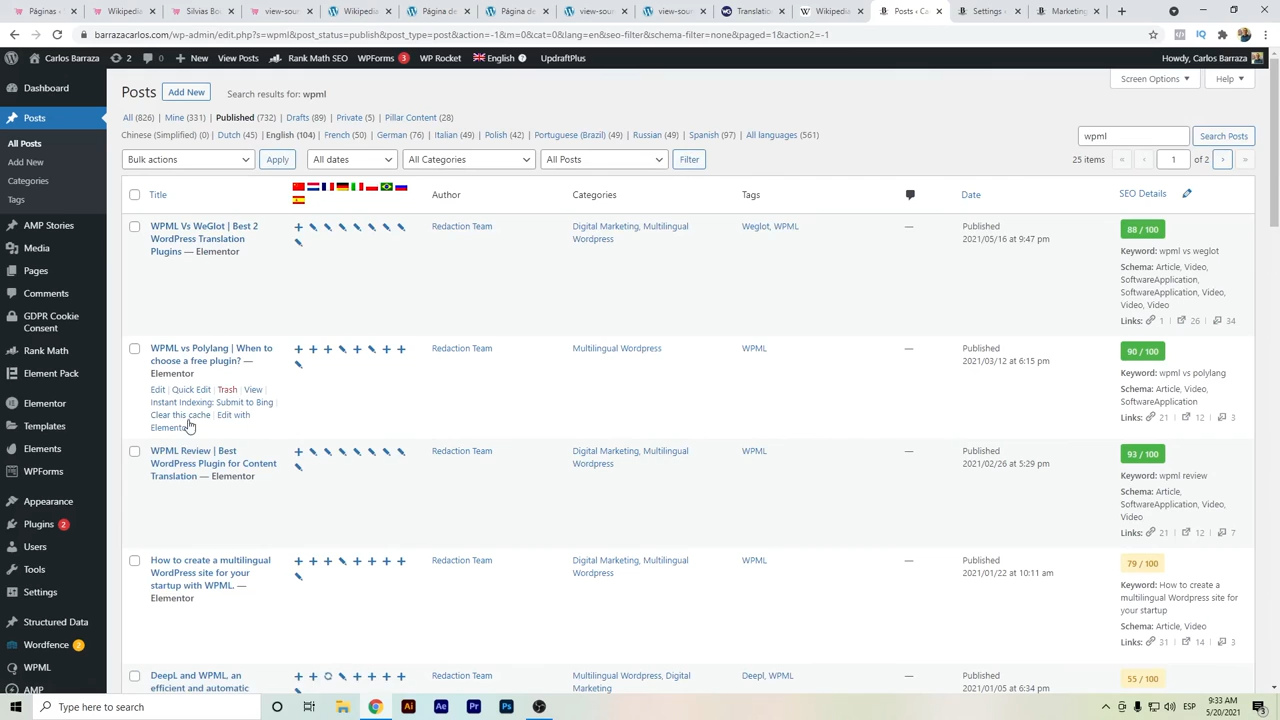 Páginas
Wikipedia
Silvias Bo
view-sour
Wikipedia
Página de
Página de
view-sour
view-sour
Translatio
Wikipedia
Posts ‹ Ca
Settings ‹
Marketing
barrazacarlos.com/wp-admin/edit.php?s=wpml&post_status=publish&post_type=post&action=-1&m=0&cat=0&lang=en&seo-filter&schema-filter=none&paged=1&action2=-1
Carlos Barraza 2 0 + New View Posts Rank Math SEO WPForms 3 WP Rocket English UpdraftPlus Howdy, Carlos Barraza
Dashboard
Posts
All Posts
Add New
Categories
Tags
AMP Stories
Media
Pages
Comments
GDPR Cookie
Consent
Rank Math
Element Pack
Elementor
Templates
Elements
WPForms
Appearance
Plugins 2
Users
Tools
Settings
Structured Data
Wordfence 2
WPML
AMP
Screen Options Help
Posts Add New Search results for: wpml
All (826) | Mine (331) | Published (732) | Drafts (89) | Private (5) | Pillar Content (28)
Chinese (Simplified) (0) | Dutch (45) | English (104) | French (50) | German (76) | Italian (49) | Polish (42) | Portuguese (Brazil) (49) | Russian (49) | Spanish (97) | All languages (561)
wpml Search Posts
Bulk actions Apply All dates All Categories All Posts Filter
25 items « ‹ 1 of 2 › »
Title Author Categories Tags Date SEO Details
WPML Vs WeGlot | Best 2
WordPress Translation
Plugins — Elementor
Redaction Team
Digital Marketing, Multilingual
Wordpress
Weglot, WPML
—
Published
2021/05/16 at 9:47 pm
88 / 100
Keyword: wpml vs weglot
Schema: Article, Video,
SoftwareApplication,
SoftwareApplication, Video,
Video, Video
Links: 1 | 26 | 34
WPML vs Polylang | When to
choose a free plugin? —
Elementor
Edit | Quick Edit | Trash | View |
Instant Indexing: Submit to Bing |
Clear this cache | Edit with
Elementor
Redaction Team
Multilingual Wordpress
WPML
—
Published
2021/03/12 at 6:15 pm
90 / 100
Keyword: wpml vs polylang
Schema: Article, Video,
SoftwareApplication
Links: 21 | 12 | 3
WPML Review | Best
WordPress Plugin for Content
Translation — Elementor
Redaction Team
Digital Marketing, Multilingual
Wordpress
WPML
—
Published
2021/02/26 at 5:29 pm
93 / 100
Keyword: wpml review
Schema: Article,
SoftwareApplication, Video,
Video
Links: 21 | 12 | 7
How to create a multilingual
WordPress site for your
startup with WPML. —
Elementor
Redaction Team
Digital Marketing, Multilingual
Wordpress
WPML
—
Published
2021/01/22 at 10:11 am
79 / 100
Keyword: How to create a
multilingual Wordpress site for
your startup
Schema: Article, Video
Links: 31 | 14 | 3
DeepL and WPML, an
efficient and automatic
Redaction Team
Multilingual Wordpress, Digital
Marketing
Deepl, WPML
—
Published
2021/01/05 at 6:34 pm
55 / 100
Type here to search
Ai Ae Pr Ps
ESP
9:33 AM
5/20/2021
3